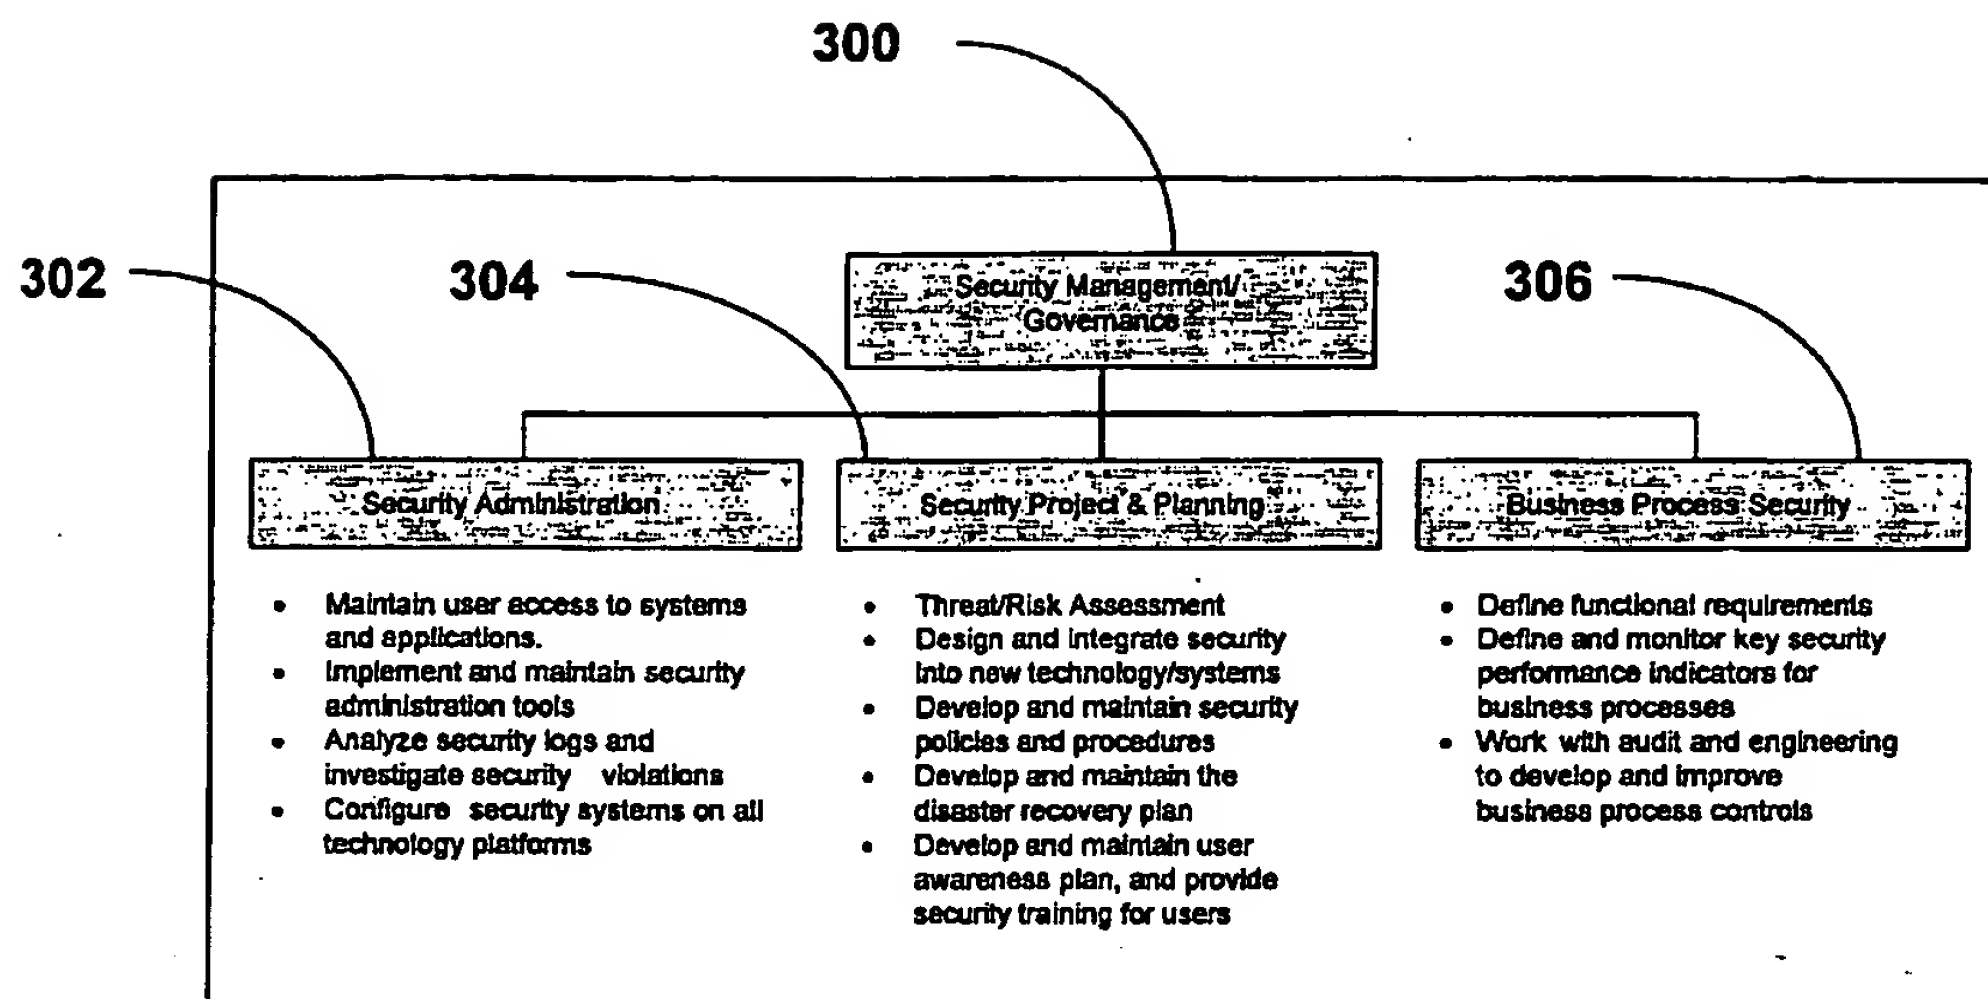 300
302
304
306
Security Management/
Governance
Security Administration
Security Project & Planning
Business Process Security
• Maintain user access to systems
and applications.
• Implement and maintain security
administration tools
• Analyze security logs and
investigate security violations
• Configure security systems on all
technology platforms
• Threat/Risk Assessment
• Design and integrate security
into new technology/systems
• Develop and maintain security
policies and procedures
• Develop and maintain the
disaster recovery plan
• Develop and maintain user
awareness plan, and provide
security training for users
• Define functional requirements
• Define and monitor key security
performance indicators for
business processes
• Work with audit and engineering
to develop and improve
business process controls